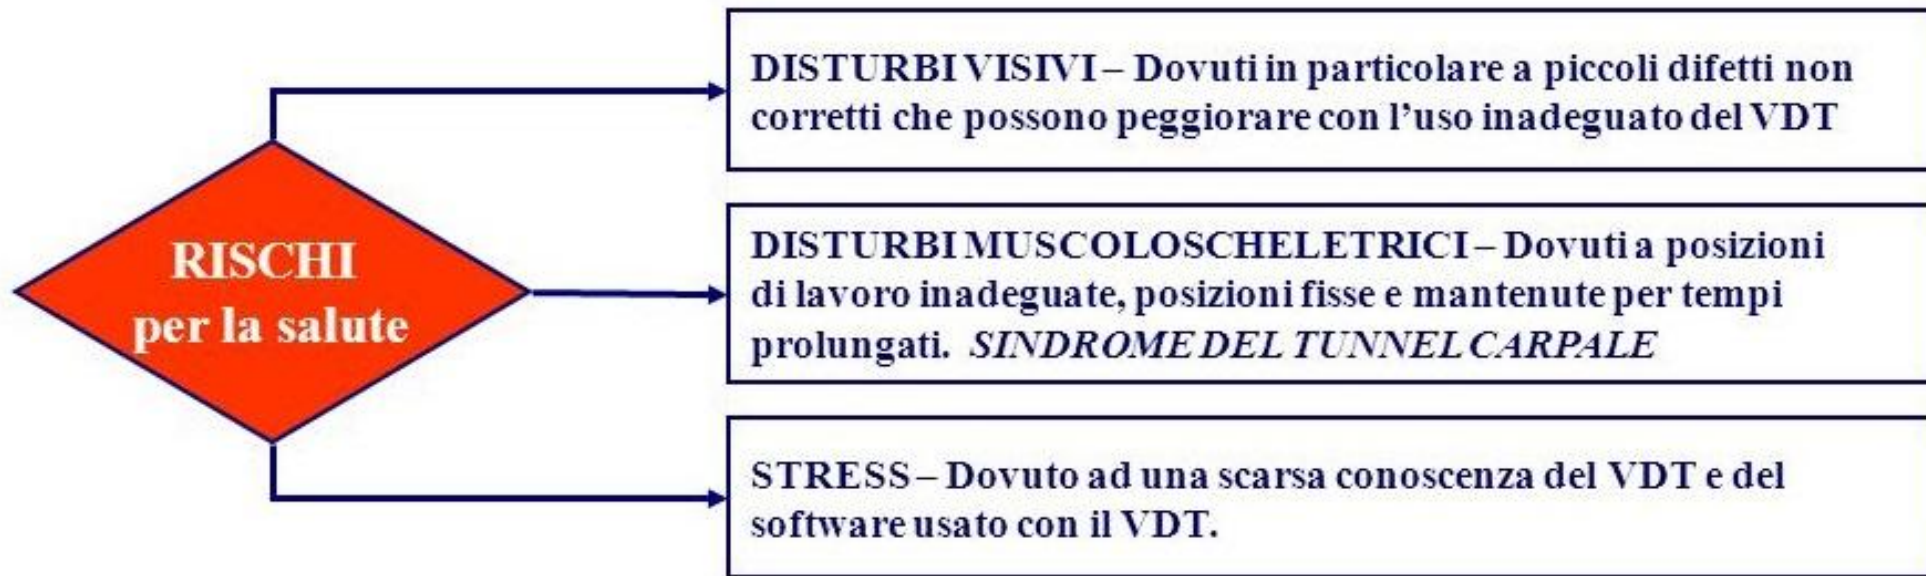 RISCHI
per la salute
DISTURBI VISIVI – Dovuti in particolare a piccoli difetti non
corretti che possono peggiorare con l’uso inadeguato del VDT
DISTURBI MUSCOLOSCHELETRICI – Dovuti a posizioni
di lavoro inadeguate, posizioni fisse e mantenute per tempi
prolungati. SINDROME DEL TUNNEL CARPALE
STRESS – Dovuto ad una scarsa conoscenza del VDT e del
software usato con il VDT.